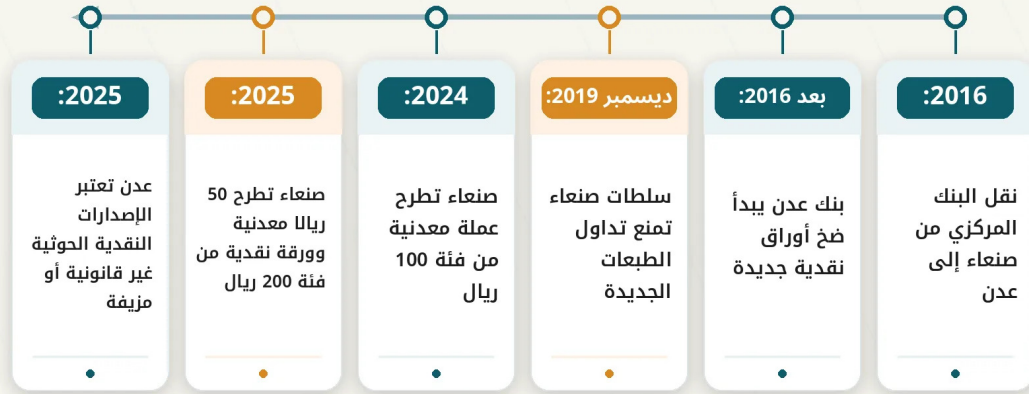 2016:
نقل البنك
المركزي من
صنعاء إلى
عدن
بعد 2016:
بنك عدن يبدأ
ضخ أوراق
نقدية جديدة
ديسمبر 2019:
سلطات صنعاء
تمنع تداول
الطبعات
الجديدة
2024:
صنعاء تطرح
عملة معدنية
من فئة 100
ريال
2025:
صنعاء تطرح 50
ريالا معدنية
وورقة نقدية من
فئة 200 ريال
2025:
عدن تعتبر
الإصدارات
النقدية الحوثية
غير قانونية أو
مزيفة